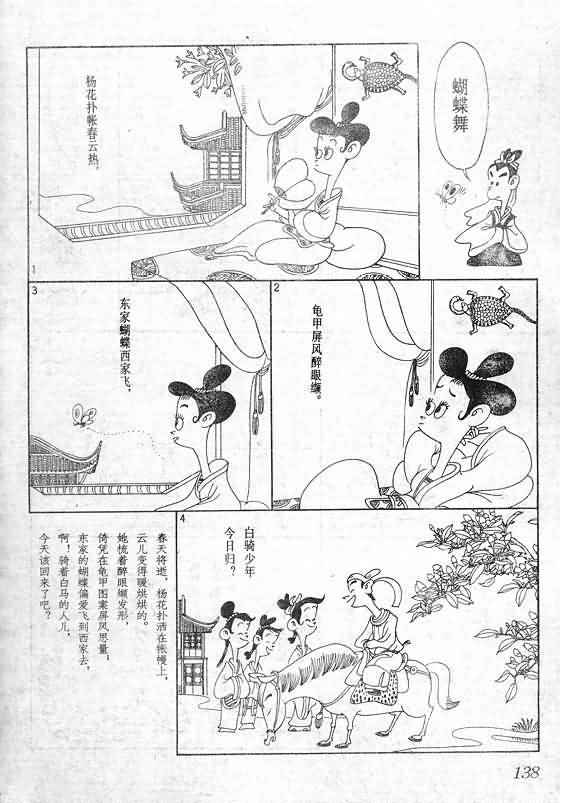 蝴蝶舞
1
杨花扑帐春云热,
2
龟甲屏风醉眼缬。
3
东家蝴蝶西家飞,
4
白骑少年
今日归?
春天将逝,杨花扑洒在帐幔上,
云儿变得暖烘烘的。
她梳着醉眼缬发形,
倚凭在龟甲图案屏风思量;
东家的蝴蝶偏爱飞到西家去,
啊!骑着白马的人儿,
今天该回来了吧?
138